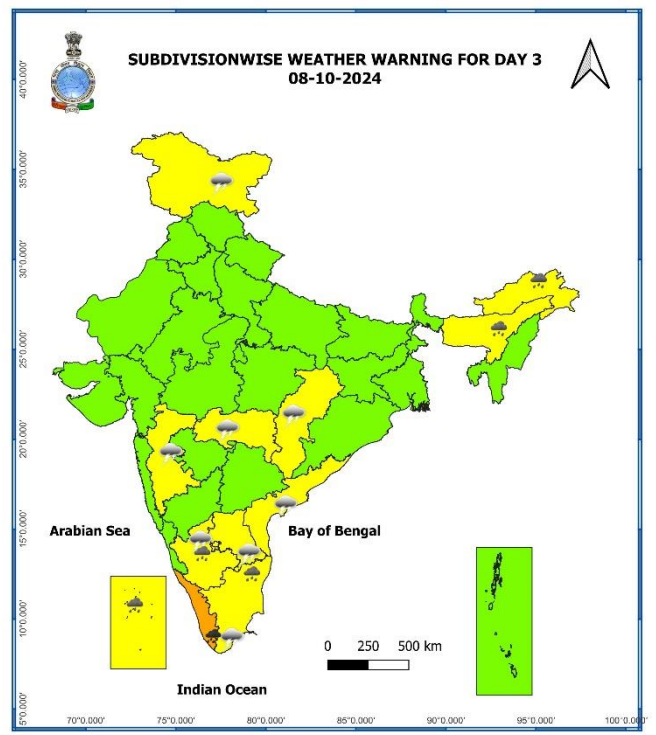 SUBDIVISIONWISE WEATHER WARNING FOR DAY 3
08-10-2024
40°0.000'
35°0.000'
30°0.000'
25°0.000'
20°0.000'
15°0.000'
10°0.000'
5°0.000'
Arabian Sea
Bay of Bengal
0 250 500 km
Indian Ocean
70°0.000' 75°0.000' 80°0.000' 85°0.000' 90°0.000' 95°0.000' 100°0.000'